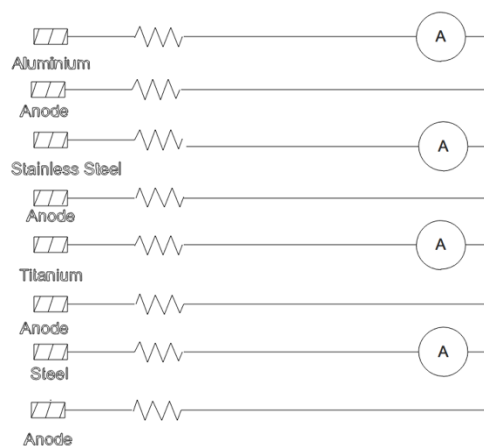 A
Aluminium
Anode
A
Stainless Steel
Anode
A
Titanium
Anode
A
Steel
Anode